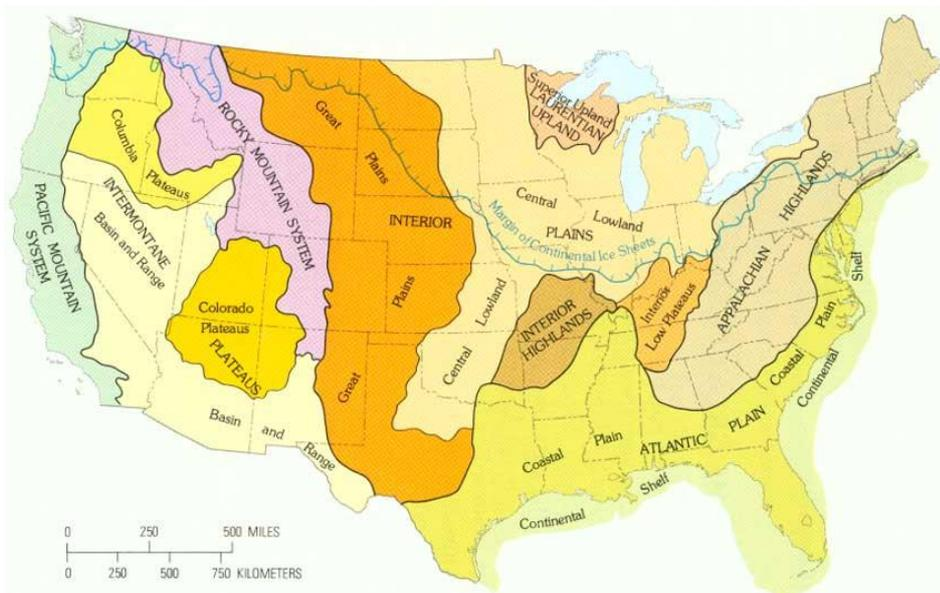 Superior Upland
LAURENTIAN
UPLAND
Great
Plains
ROCKY MOUNTAIN SYSTEM
Columbia
Plateaus
PACIFIC MOUNTAIN
SYSTEM
INTERMONTANE
Basin and Range
INTERIOR
Central
Lowland
PLAINS
Margin of Continental Ice Sheets
APPALACHIAN
HIGHLANDS
Shelf
Colorado
Plateaus
PLATEAUS
Plains
Lowland
Central
INTERIOR
HIGHLANDS
Interior
Low Plateaus
Plain
Coastal
Continental
Great
Basin and
Range
Coastal
Plain
ATLANTIC
PLAIN
Continental
Shelf
0 250 500 MILES
0 250 500 750 KILOMETERS